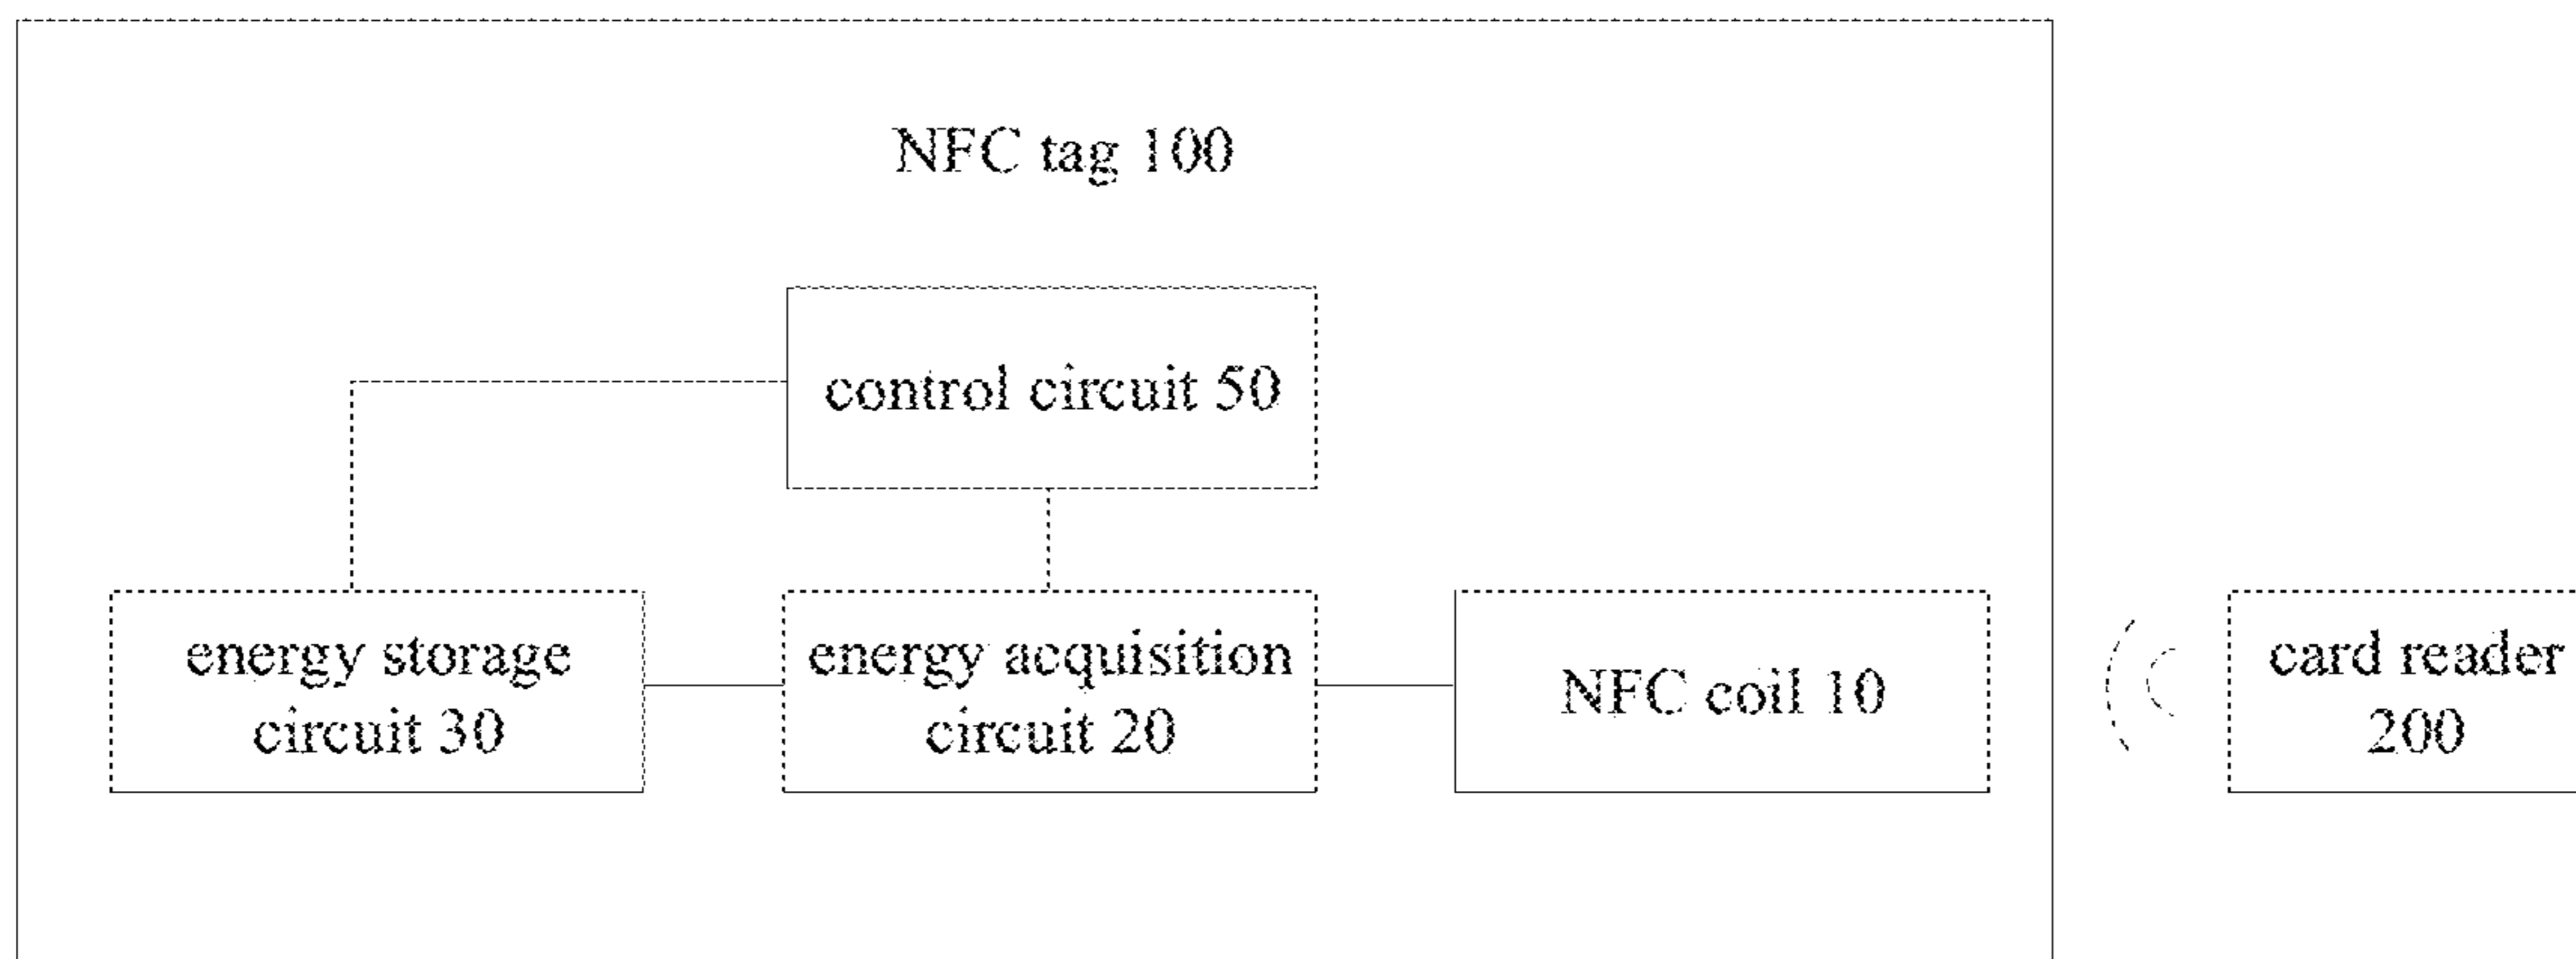 NFC tag 100
control circuit 50
energy storage
circuit 30
energy acquisition
circuit 20
NFC coil 10
card reader
200